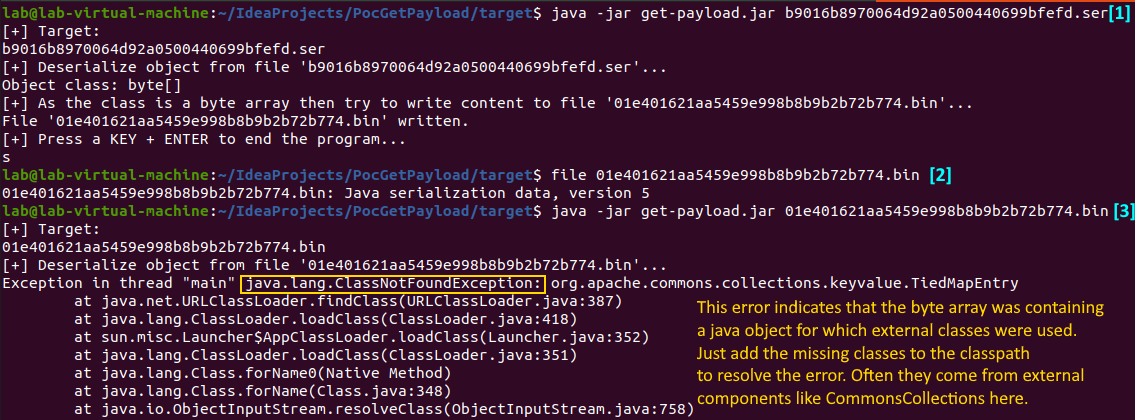 lab@lab-virtual-machine:~/IdeaProjects/PocGetPayload/target$ java -jar get-payload.jar b9016b8970064d92a0500440699bfefd.ser[1]
[+] Target:
b9016b8970064d92a0500440699bfefd.ser
[+] Deserialize object from file 'b9016b8970064d92a0500440699bfefd.ser'...
Object class: byte[]
[+] As the class is a byte array then try to write content to file '01e401621aa5459e998b8b9b2b72b774.bin'...
File '01e401621aa5459e998b8b9b2b72b774.bin' written.
[+] Press a KEY + ENTER to end the program...
s
lab@lab-virtual-machine:~/IdeaProjects/PocGetPayload/target$ file 01e401621aa5459e998b8b9b2b72b774.bin [2]
01e401621aa5459e998b8b9b2b72b774.bin: Java serialization data, version 5
lab@lab-virtual-machine:~/IdeaProjects/PocGetPayload/target$ java -jar get-payload.jar 01e401621aa5459e998b8b9b2b72b774.bin[3]
[+] Target:
01e401621aa5459e998b8b9b2b72b774.bin
[+] Deserialize object from file '01e401621aa5459e998b8b9b2b72b774.bin'...
Exception in thread "main" java.lang.ClassNotFoundException: org.apache.commons.collections.keyvalue.TiedMapEntry
at java.net.URLClassLoader.findClass(URLClassLoader.java:387)
at java.lang.ClassLoader.loadClass(ClassLoader.java:418)
at sun.misc.Launcher$AppClassLoader.loadClass(Launcher.java:352)
at java.lang.ClassLoader.loadClass(ClassLoader.java:351)
at java.lang.Class.forName0(Native Method)
at java.lang.Class.forName(Class.java:348)
at java.io.ObjectInputStream.resolveClass(ObjectInputStream.java:758)
This error indicates that the byte array was containing
a java object for which external classes were used.
Just add the missing classes to the classpath
to resolve the error. Often they come from external
components like CommonsCollections here.